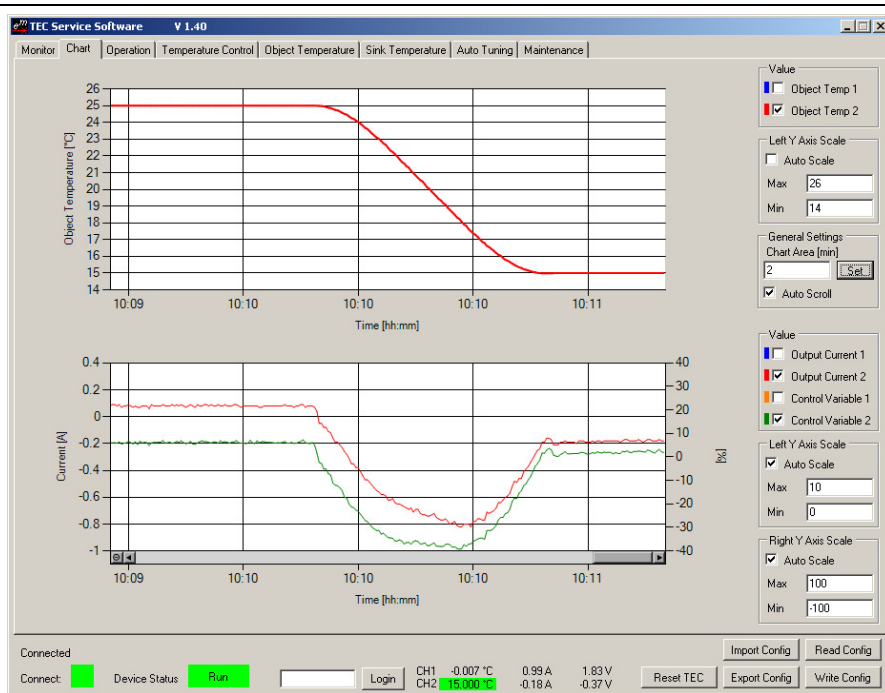 TEC Service Software V 1.40
Monitor Chart Operation Temperature Control Object Temperature Sink Temperature Auto Tuning Maintenance
Object Temperature [°C]
26
25
24
23
22
21
20
19
18
17
16
15
14
10:09 10:10 10:10 10:10 10:11
Time [hh:mm]
Value
Object Temp 1
Object Temp 2
Left Y Axis Scale
Auto Scale
Max 26
Min 14
General Settings
Chart Area [min]
2 Set
Auto Scroll
Current [A]
0.4
0.2
0
-0.2
-0.4
-0.6
-0.8
-1
40
30
20
10
0
-10
-20
-30
-40
[%]
10:09 10:10 10:10 10:10 10:11
Time [hh:mm]
Value
Output Current 1
Output Current 2
Control Variable 1
Control Variable 2
Left Y Axis Scale
Auto Scale
Max 10
Min 0
Right Y Axis Scale
Auto Scale
Max 100
Min -100
Connected
Connect: Device Status Run Login
CH1 -0.007 °C 0.99 A 1.83 V
CH2 15.000 °C -0.18 A -0.37 V
Reset TEC
Import Config Read Config
Export Config Write Config